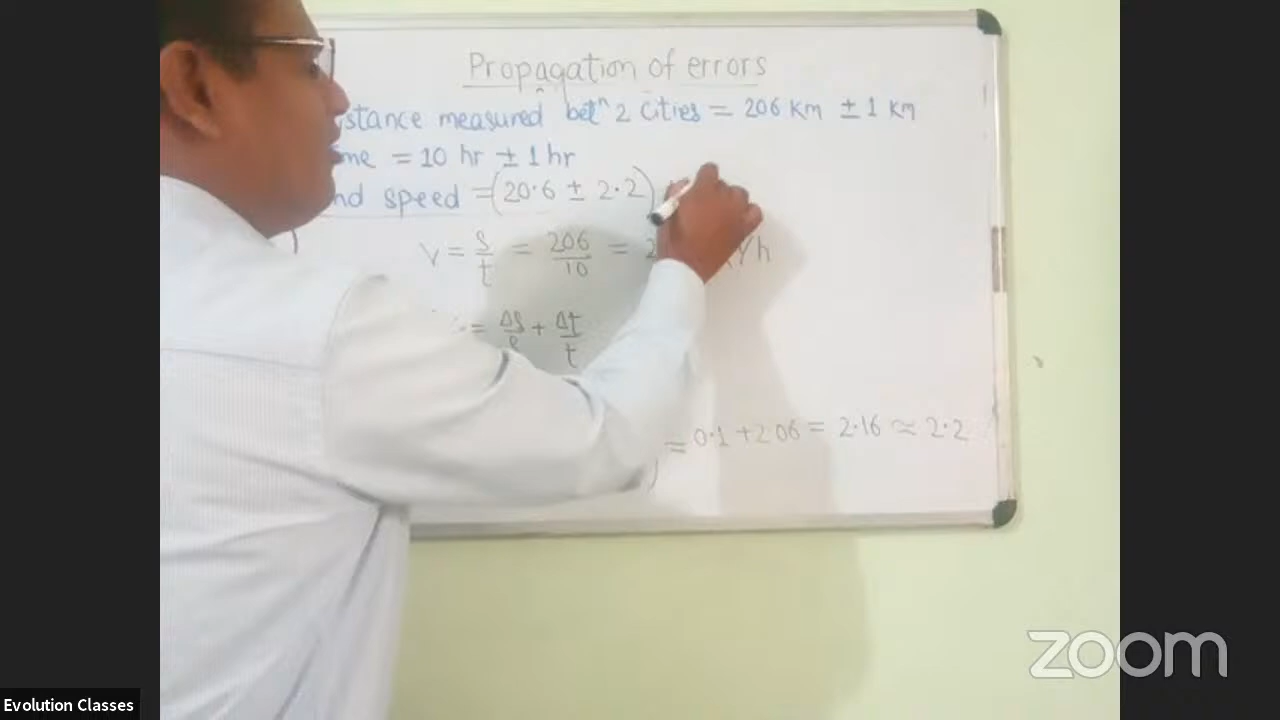 Propagation of errors
stance measured betⁿ 2 Cities = 206 Km ± 1 Km
me = 10 hr ± 1 hr
nd speed = (20.6 ± 2.2)
V = S/t = 206/10 = 2
/h
= ΔS/S + Δt/t
= 0.1 + 2.06 = 2.16 ≈ 2.2
zoom
Evolution Classes